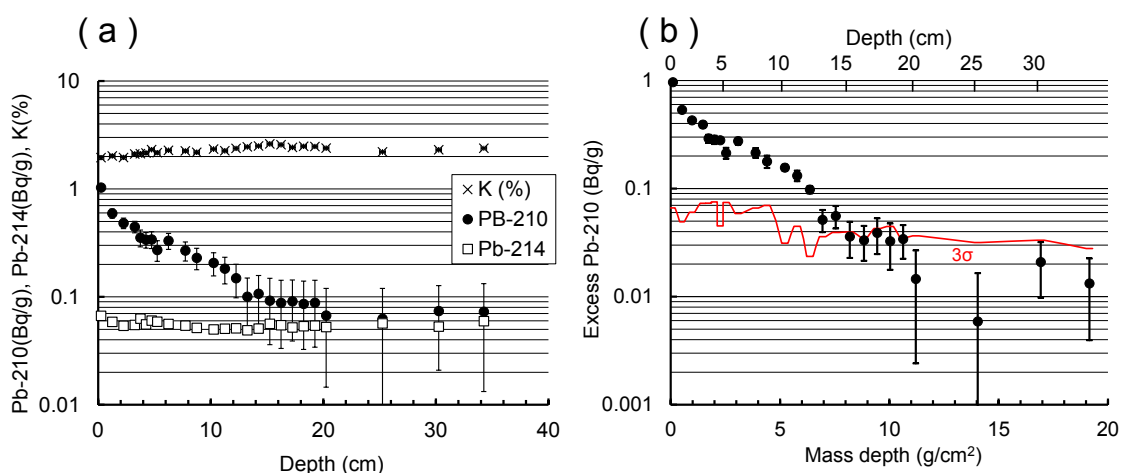 ( a )
Pb-210(Bq/g), Pb-214(Bq/g), K(%)
10
1
0.1
0.01
0 10 20 30 40
Depth (cm)
K (%)
PB-210
Pb-214
( b )
Depth (cm)
0 5 10 15 20 25 30
Excess Pb-210 (Bq/g)
1
0.1
0.01
0.001
3σ
0 5 10 15 20
Mass depth (g/cm²)